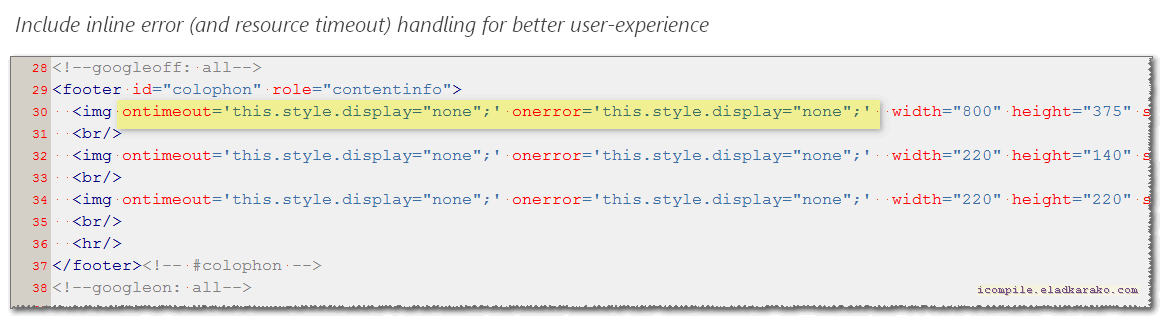 Include inline error (and resource timeout) handling for better user-experience
28 <!--googleoff: all-->
29 <footer id="colophon" role="contentinfo">
30 <img ontimeout='this.style.display="none";' onerror='this.style.display="none";' width="800" height="375" s
31 <br/>
32 <img ontimeout='this.style.display="none";' onerror='this.style.display="none";' width="220" height="140" s
33 <br/>
34 <img ontimeout='this.style.display="none";' onerror='this.style.display="none";' width="220" height="220" s
35 <br/>
36 <hr/>
37 </footer><!-- #colophon -->
38 <!--googleon: all-->
icompile.eladkarako.com